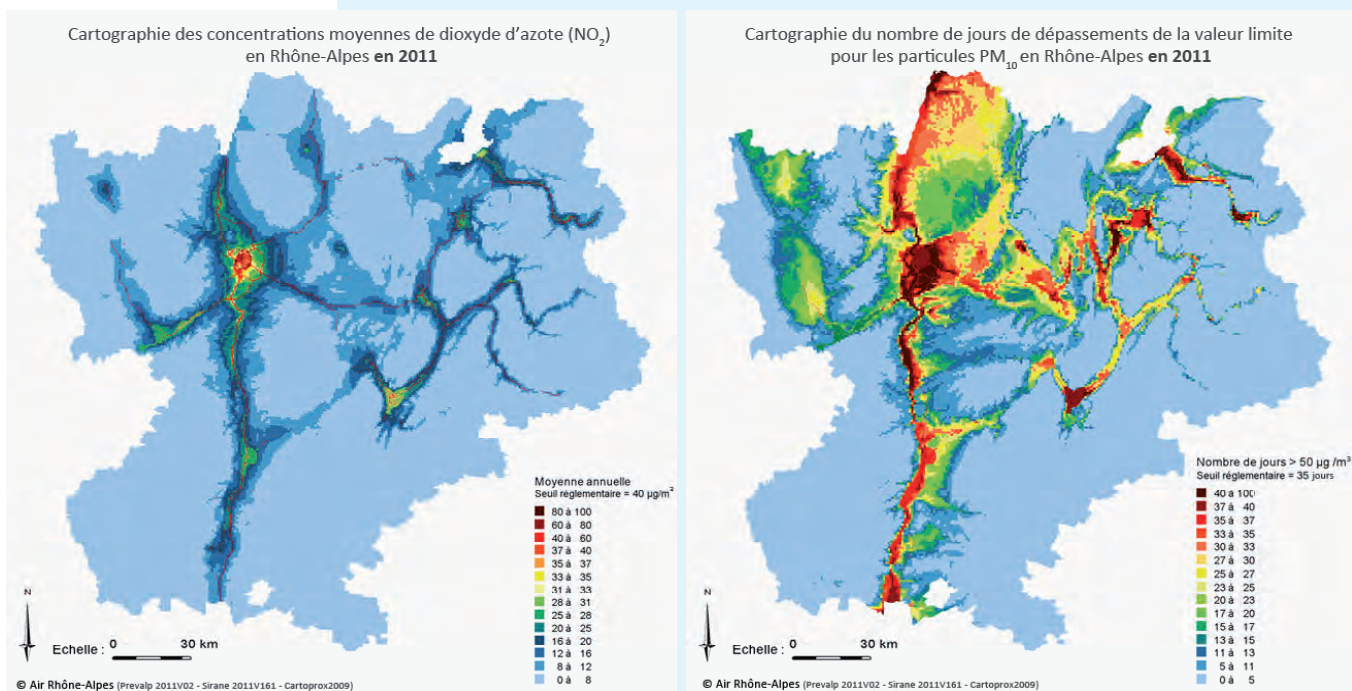 Cartographie des concentrations moyennes de dioxyde d'azote (NO₂)
en Rhône-Alpes en 2011
Moyenne annuelle
Seuil réglementaire = 40 µg/m³
80 à 100
60 à 80
40 à 60
37 à 40
35 à 37
33 à 35
31 à 33
28 à 31
25 à 28
20 à 25
16 à 20
12 à 16
8 à 12
0 à 8
N
Echelle :
0 30 km
© Air Rhône-Alpes (Prevalp 2011V02 - Sirane 2011V161 - Cartoprox2009)
Cartographie du nombre de jours de dépassements de la valeur limite
pour les particules PM₁₀ en Rhône-Alpes en 2011
Nombre de jours > 50 µg /m³
Seuil réglementaire = 35 jours
40 à 100
37 à 40
35 à 37
33 à 35
30 à 33
27 à 30
25 à 27
23 à 25
20 à 23
17 à 20
15 à 17
13 à 15
11 à 13
5 à 11
0 à 5
N
Echelle :
0 30 km
© Air Rhône-Alpes (Prevalp 2011V02 - Sirane 2011V161 - Cartoprox2009)